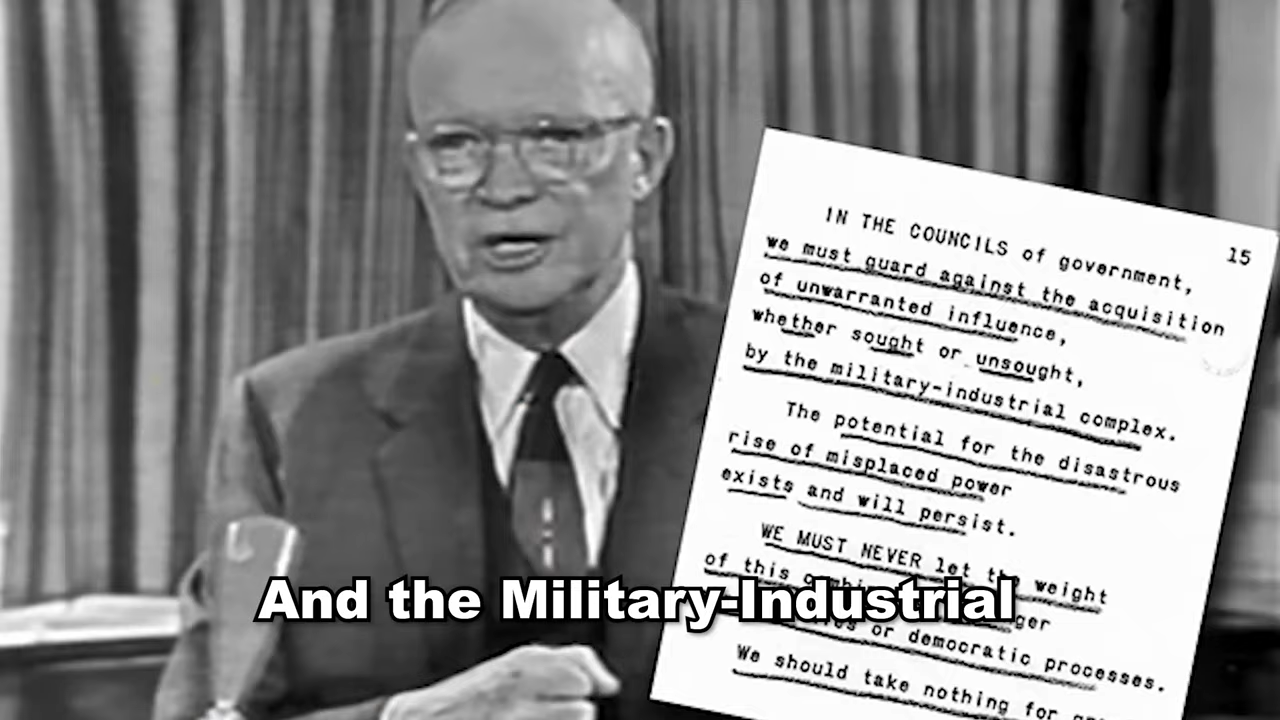 15
IN THE COUNCILS of government,
we must guard against the acquisition
of unwarranted influence,
whether sought or unsought,
by the military-industrial complex.
The potential for the disastrous
rise of misplaced power
exists and will persist.
WE MUST NEVER let the weight
of this
or democratic processes.
We should take nothing for
And the Military-Industrial